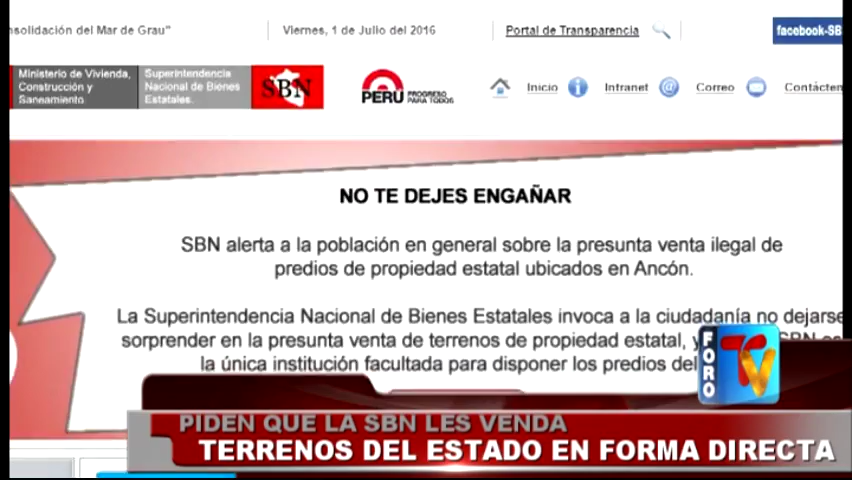 nsolidación del Mar de Grau"
Viernes, 1 de Julio del 2016
Portal de Transparencia
facebook-SB
Ministerio de Vivienda,
Construcción y
Saneamiento.
Superintendencia
Nacional de Bienes
Estatales.
SBN
PERÚ PROGRESO
PARA TODOS
Inicio
Intranet
Correo
Contácten
NO TE DEJES ENGAÑAR
SBN alerta a la población en general sobre la presunta venta ilegal de
predios de propiedad estatal ubicados en Ancón.
La Superintendencia Nacional de Bienes Estatales invoca a la ciudadanía no dejarse
sorprender en la presunta venta de terrenos de propiedad estatal, y SBN es
la única institución facultada para disponer los predios del
FORO TV
PIDEN QUE LA SBN LES VENDA
TERRENOS DEL ESTADO EN FORMA DIRECTA